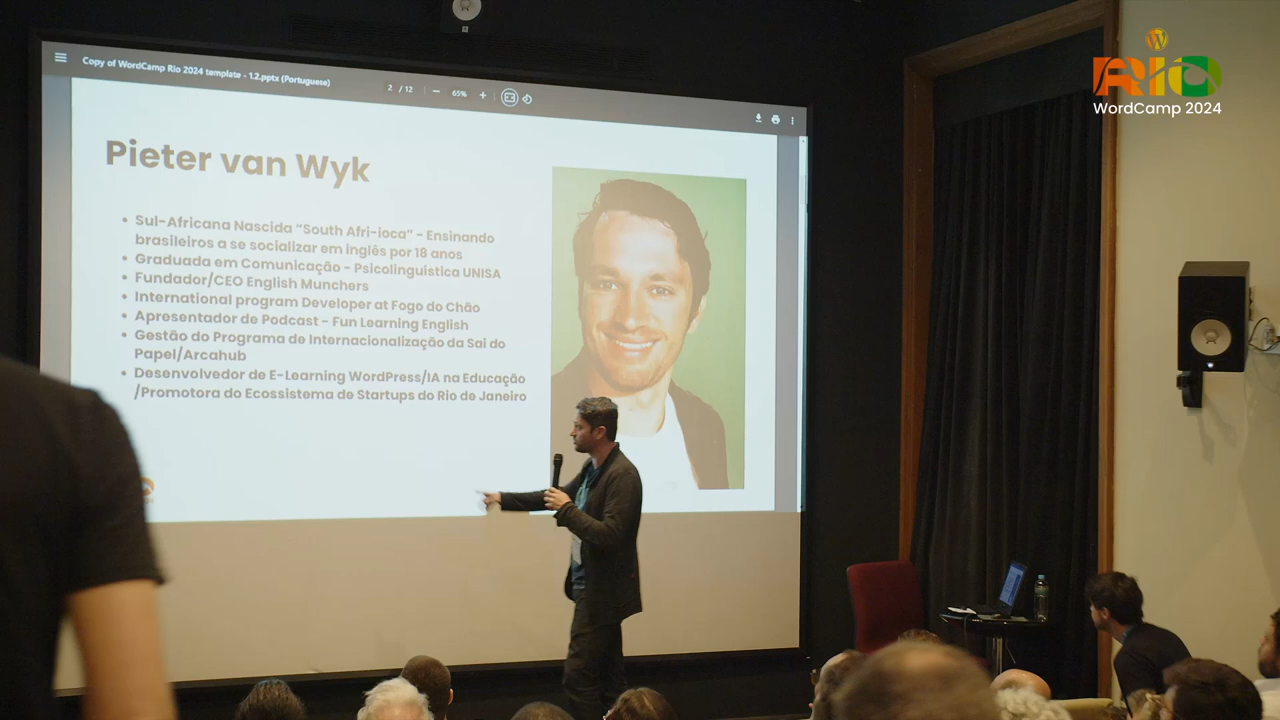 Copy of WordCamp Rio 2024 template - 1.2.pptx (Portuguese)
2 / 12
65%
RIO
WordCamp 2024
Pieter van Wyk
• Sul-Africana Nascida “South Afri-ioca” - Ensinando
brasileiros a se socializar em inglês por 18 anos
• Graduada em Comunicação - Psicolinguistica UNISA
• Fundador/CEO English Munchers
• International program Developer at Fogo do Chão
• Apresentador de Podcast - Fun Learning English
• Gestão do Programa de Internacionalização da Sai do
Papel/Arcahub
• Desenvolvedor de E-Learning WordPress/IA na Educação
/Promotora do Ecossistema de Startups do Rio de Janeiro